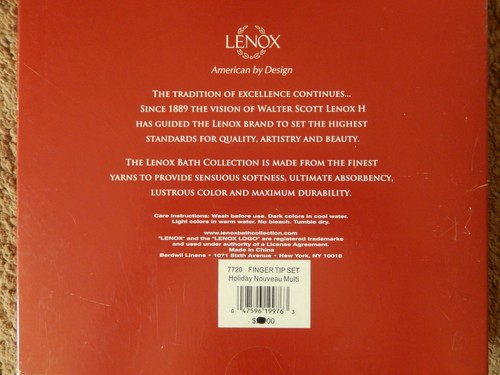 LENOX
American by Design
THE TRADITION OF EXCELLENCE CONTINUES...
SINCE 1889 THE VISION OF WALTER SCOTT LENOX H
HAS GUIDED THE LENOX BRAND TO SET THE HIGHEST
STANDARDS FOR QUALITY, ARTISTRY AND BEAUTY.
THE LENOX BATH COLLECTION IS MADE FROM THE FINEST
YARNS TO PROVIDE SENSUOUS SOFTNESS, ULTIMATE ABSORBENCY,
LUSTROUS COLOR AND MAXIMUM DURABILITY.
Care Instructions: Wash before use. Dark colors in cool water.
Light colors in warm water. No bleach. Tumble dry.
www.lenoxbathcollection.com
"LENOX" and the "LENOX LOGO" are registered trademarks
and used under authority of a License Agreement.
Made in China
Bardwil Linens • 1071 Sixth Avenue • New York, NY 10018
7720 FINGER TIP SET
Holiday Nouveau Multi
0 47596 19976 3